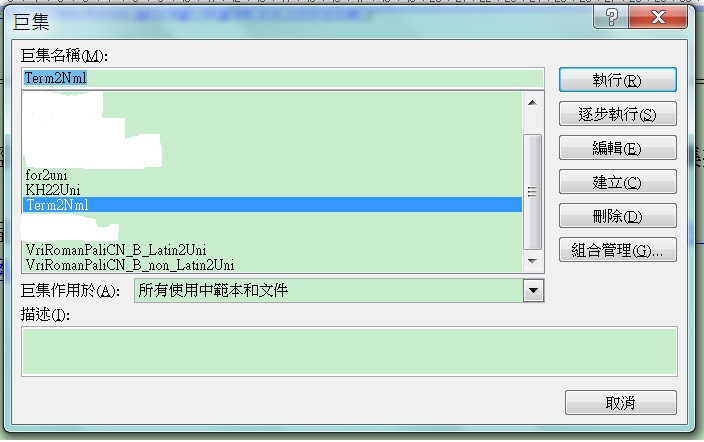 巨集
巨集名稱(M):
Term2Nml
執行(R)
逐步執行(S)
編輯(E)
建立(C)
刪除(D)
組合管理(G)...
for2uni
KH22Uni
Term2Nml
VriRomanPaliCN_B_Latin2Uni
VriRomanPaliCN_B_non_Latin2Uni
巨集作用於(A):
所有使用中範本和文件
描述(I):
取消